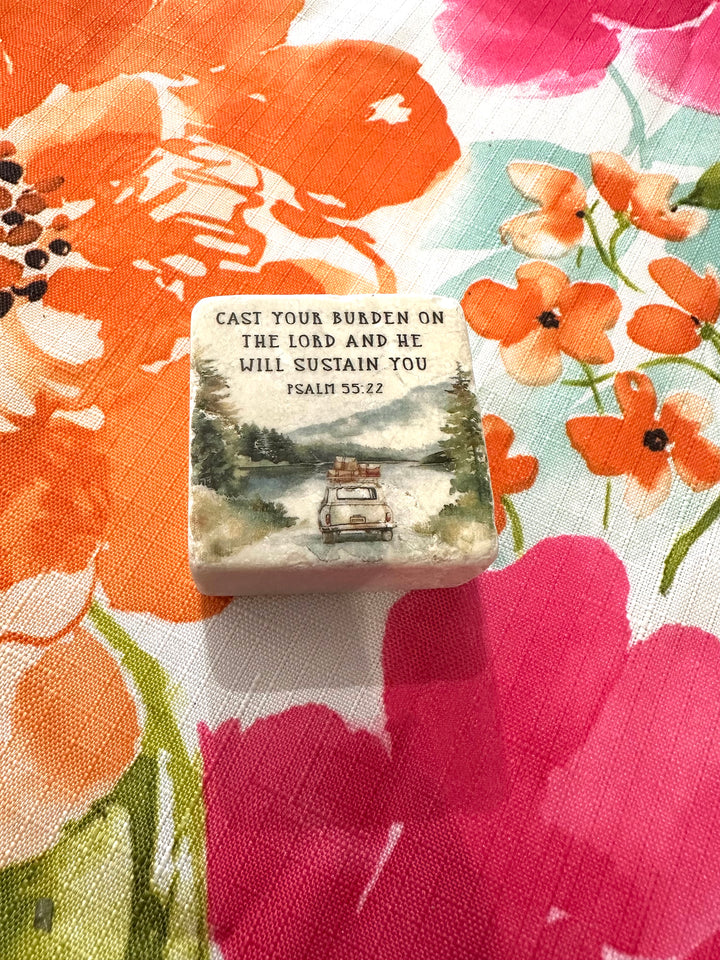 CAST YOUR BURDEN ON
THE LORD AND HE
WILL SUSTAIN YOU
PSALM 55:22